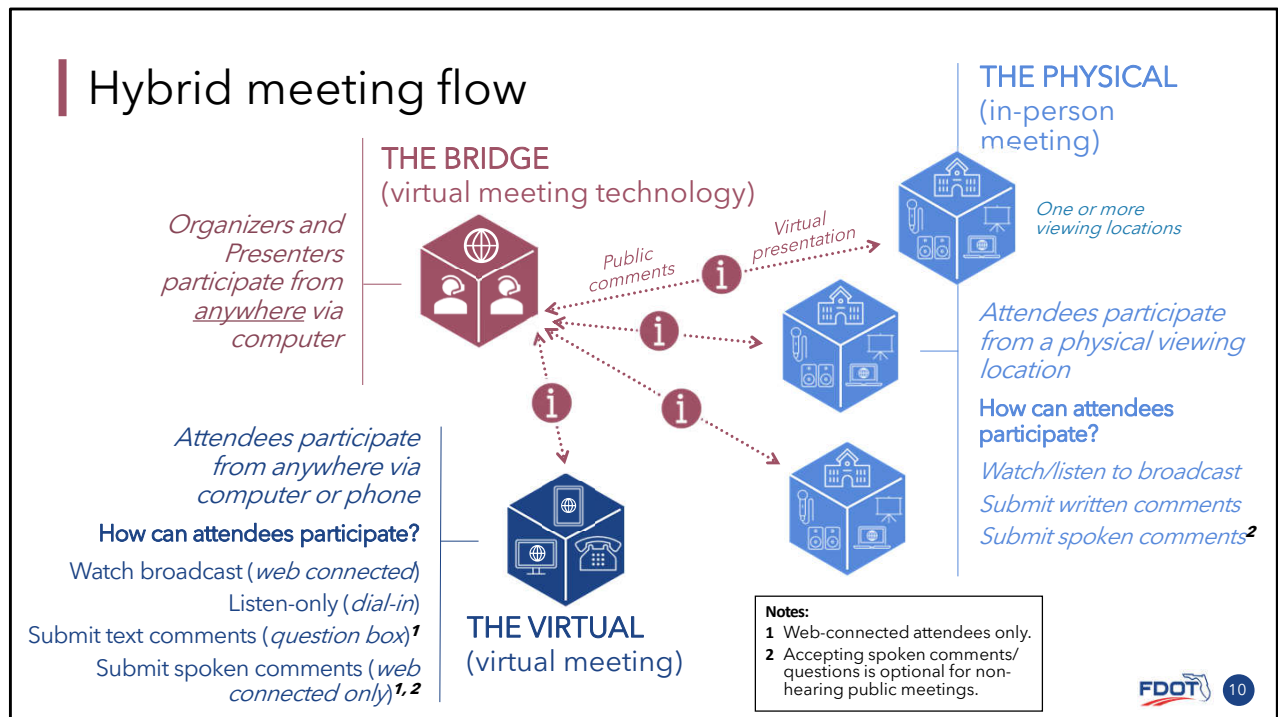 Hybrid meeting flow
THE BRIDGE
(virtual meeting technology)
Organizers and
Presenters
participate from
anywhere via
computer
Public
comments
Virtual
presentation
i
i
i
i
THE PHYSICAL
(in-person
meeting)
One or more
viewing locations
Attendees participate
from a physical viewing
location
How can attendees
participate?
Watch/listen to broadcast
Submit written comments
Submit spoken comments2
Attendees participate
from anywhere via
computer or phone
How can attendees participate?
Watch broadcast (web connected)
Listen-only (dial-in)
Submit text comments (question box)1
Submit spoken comments (web
connected only)1, 2
THE VIRTUAL
(virtual meeting)
Notes:
1 Web-connected attendees only.
2 Accepting spoken comments/
questions is optional for non-
hearing public meetings.
FDOT
10